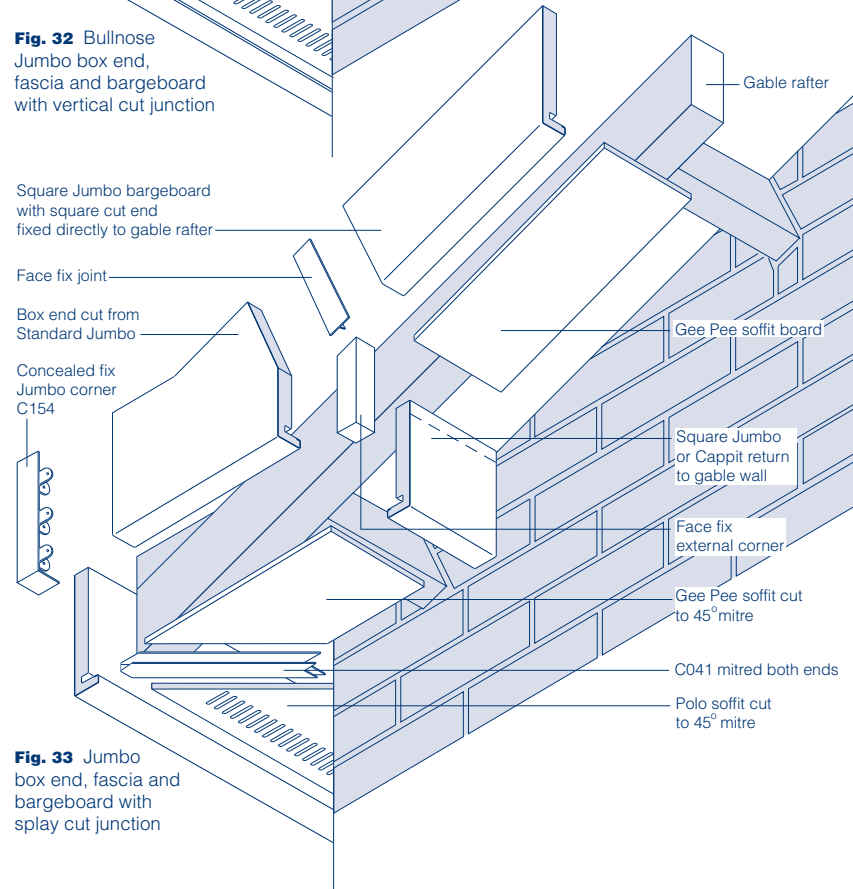 Fig. 32 Bullnose
Jumbo box end,
fascia and bargeboard
with vertical cut junction
Gable rafter
Square Jumbo bargeboard
with square cut end
fixed directly to gable rafter
Face fix joint
Box end cut from
Standard Jumbo
Concealed fix
Jumbo corner
C154
Gee Pee soffit board
Square Jumbo
or Cappit return
to gable wall
Face fix
external corner
Gee Pee soffit cut
to 45° mitre
C041 mitred both ends
Polo soffit cut
to 45° mitre
Fig. 33 Jumbo
box end, fascia and
bargeboard with
splay cut junction